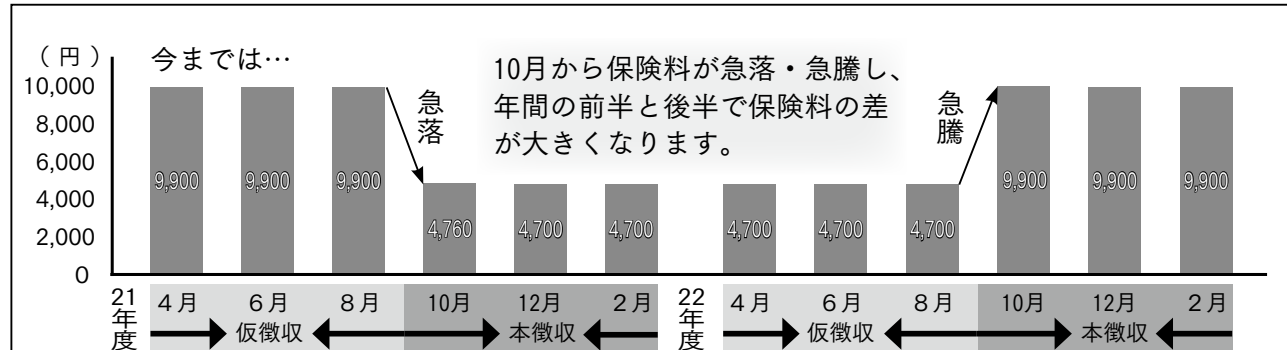 （円）
今までは…
10月から保険料が急落・急騰し、
年間の前半と後半で保険料の差
が大きくなります。
急落
急騰
10,000
8,000
6,000
4,000
2,000
0
9,900 9,900 9,900 4,760 4,700 4,700 4,700 4,700 4,700 9,900 9,900 9,900
21年度 4月 6月 8月 10月 12月 2月 22年度 4月 6月 8月 10月 12月 2月
仮徴収 本徴収 仮徴収 本徴収